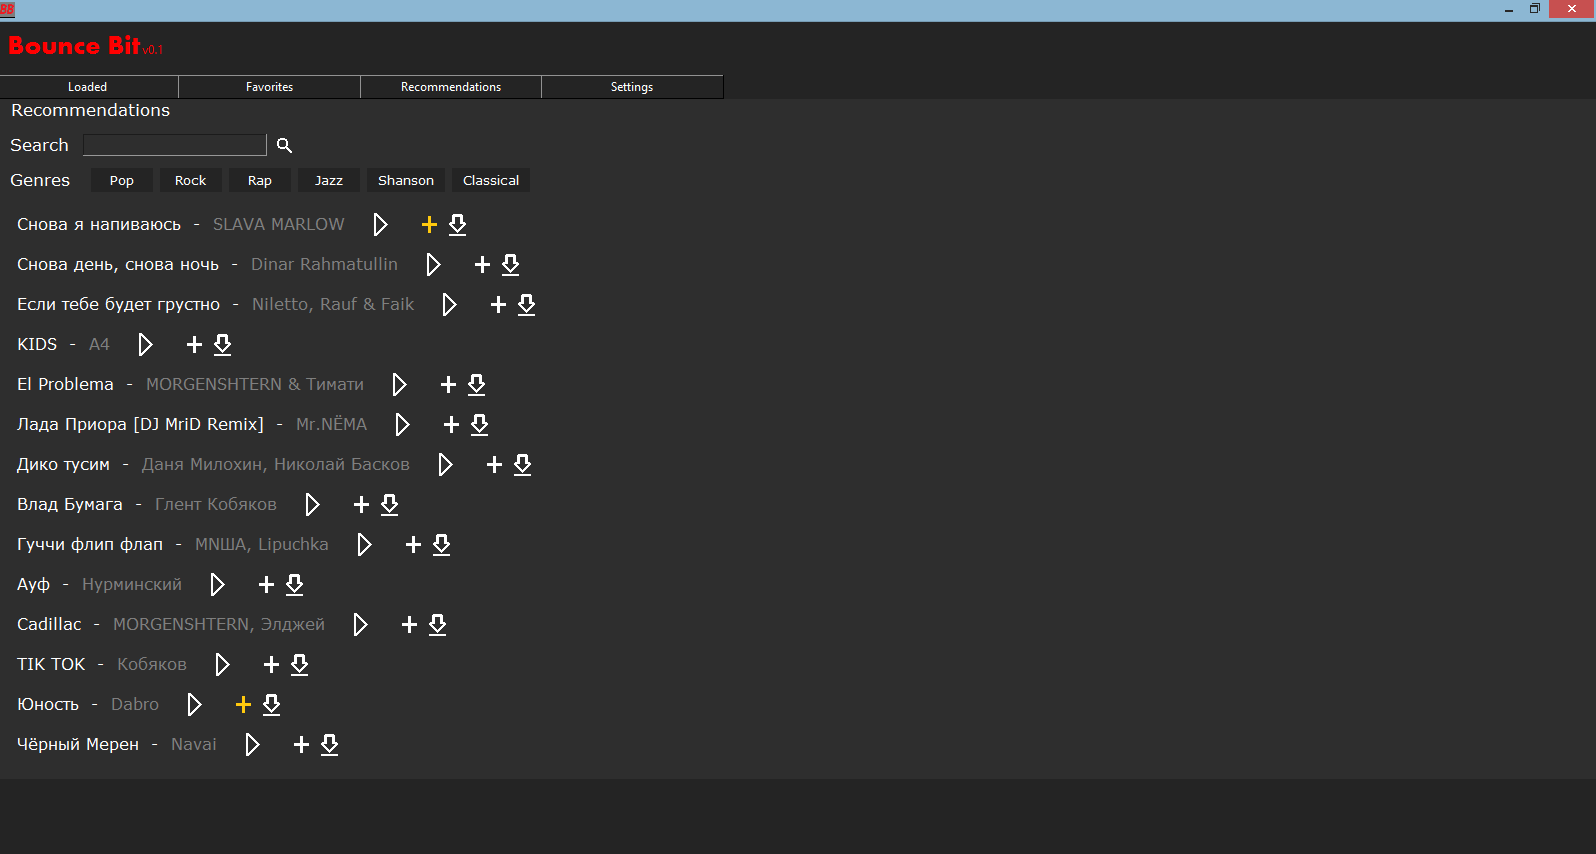 BB
Bounce Bit v0.1
Loaded Favorites Recommendations Settings
Recommendations
Search
Genres Pop Rock Rap Jazz Shanson Classical
Снова я напиваюсь - SLAVA MARLOW
Снова день, снова ночь - Dinar Rahmatullin
Если тебе будет грустно - Niletto, Rauf & Faik
KIDS - A4
El Problema - MORGENSHTERN & Тимати
Лада Приора [DJ MriD Remix] - Mr.NЁMA
Дико тусим - Даня Милохин, Николай Басков
Влад Бумага - Глент Кобяков
Гуччи флип флап - MNША, Lipuchka
Ауф - Нурминский
Cadillac - MORGENSHTERN, Элджей
TIK TOK - Кобяков
Юность - Dabro
Чёрный Мерен - Navai